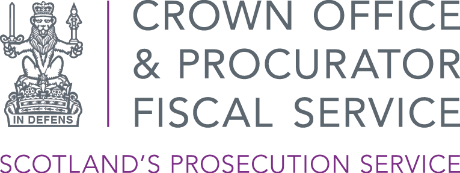 CROWN OFFICE
& PROCURATOR
FISCAL SERVICE
IN DEFENS
SCOTLAND'S PROSECUTION SERVICE